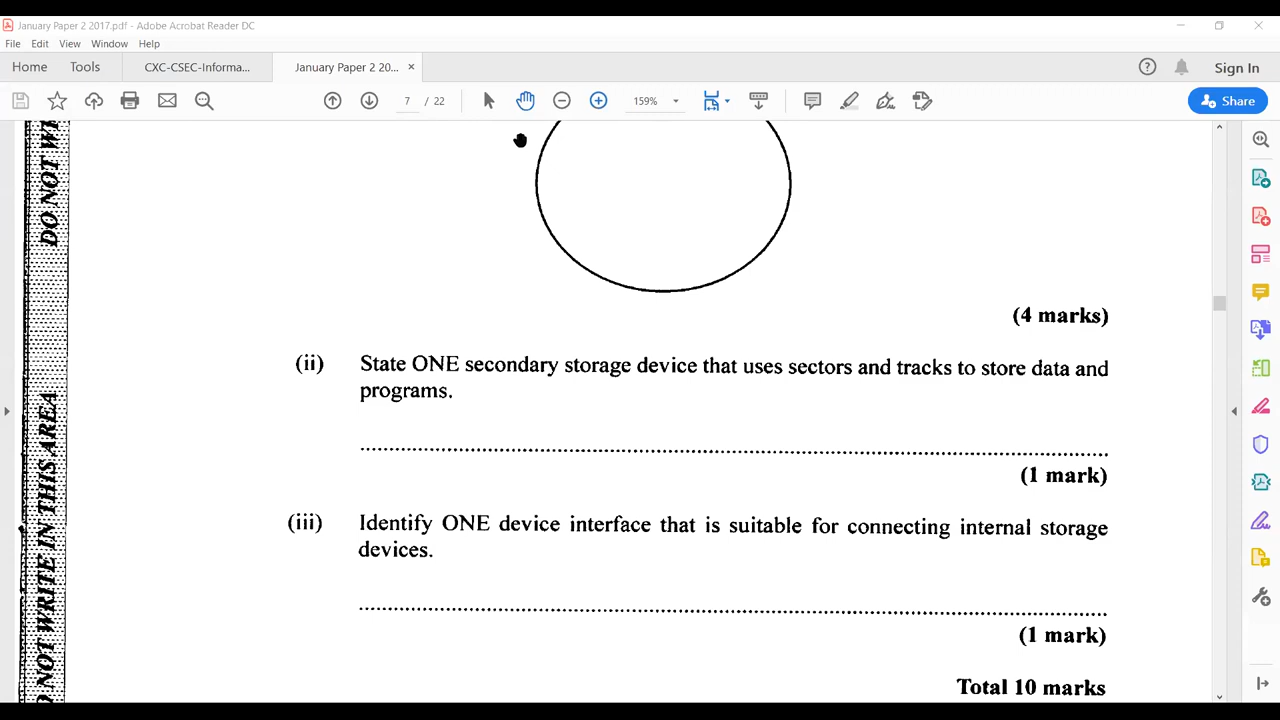 January Paper 2 2017.pdf - Adobe Acrobat Reader DC
File Edit View Window Help
Home Tools CXC-CSEC-Informa... January Paper 2 20... ×
7 / 22 159% Share
Sign In
DO NOT WI
(4 marks)
(ii) State ONE secondary storage device that uses sectors and tracks to store data and
programs.
(1 mark)
(iii) Identify ONE device interface that is suitable for connecting internal storage
devices.
(1 mark)
Total 10 marks
O NOT WRITE IN THIS AREA